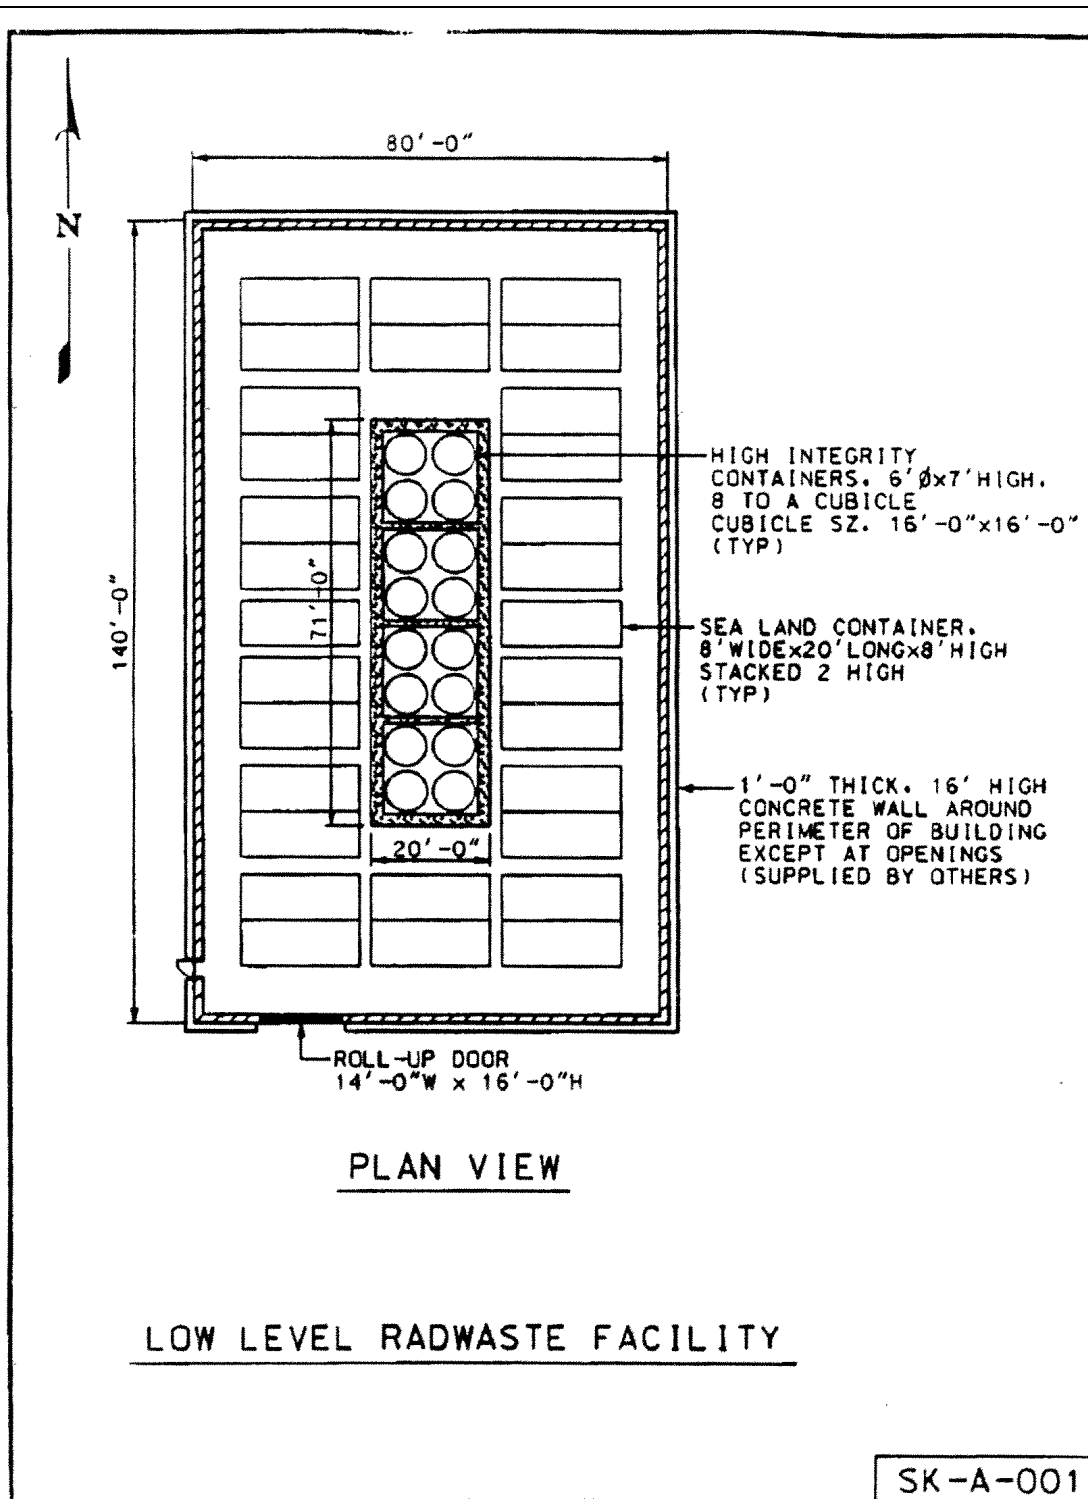 80'-0"
N
HIGH INTEGRITY
CONTAINERS. 6'Øx7'HIGH.
8 TO A CUBICLE
CUBICLE SZ. 16'-0"x16'-0"
(TYP)
140'-0"
71'-0"
SEA LAND CONTAINER.
8'WIDEx20'LONGx8'HIGH
STACKED 2 HIGH
(TYP)
1'-0" THICK. 16' HIGH
CONCRETE WALL AROUND
PERIMETER OF BUILDING
EXCEPT AT OPENINGS
(SUPPLIED BY OTHERS)
20'-0"
ROLL-UP DOOR
14'-0"W x 16'-0"H
PLAN VIEW
LOW LEVEL RADWASTE FACILITY
SK-A-001